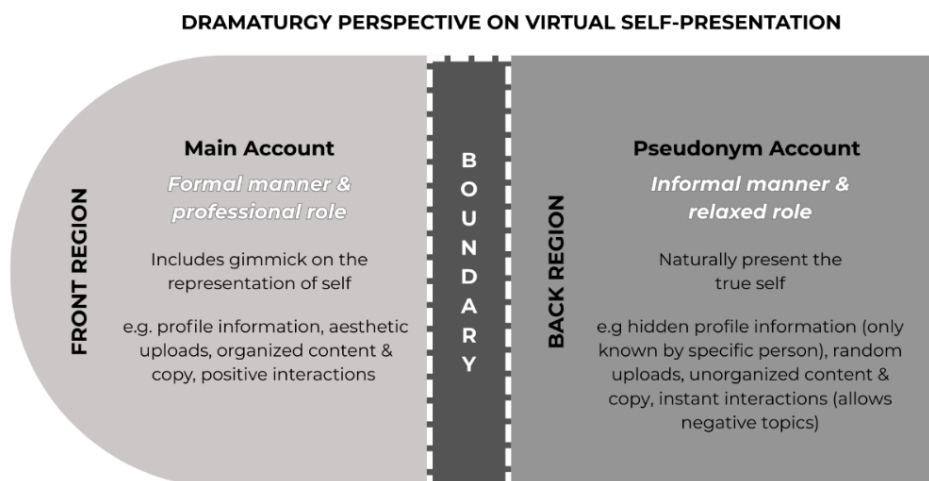 DRAMATURGY PERSPECTIVE ON VIRTUAL SELF-PRESENTATION
FRONT REGION
Main Account
Formal manner &
professional role
Includes gimmick on the
representation of self
e.g. profile information, aesthetic
uploads, organized content &
copy, positive interactions
BOUNDARY
BACK REGION
Pseudonym Account
Informal manner &
relaxed role
Naturally present the
true self
e.g hidden profile information (only
known by specific person), random
uploads, unorganized content &
copy, instant interactions (allows
negative topics)